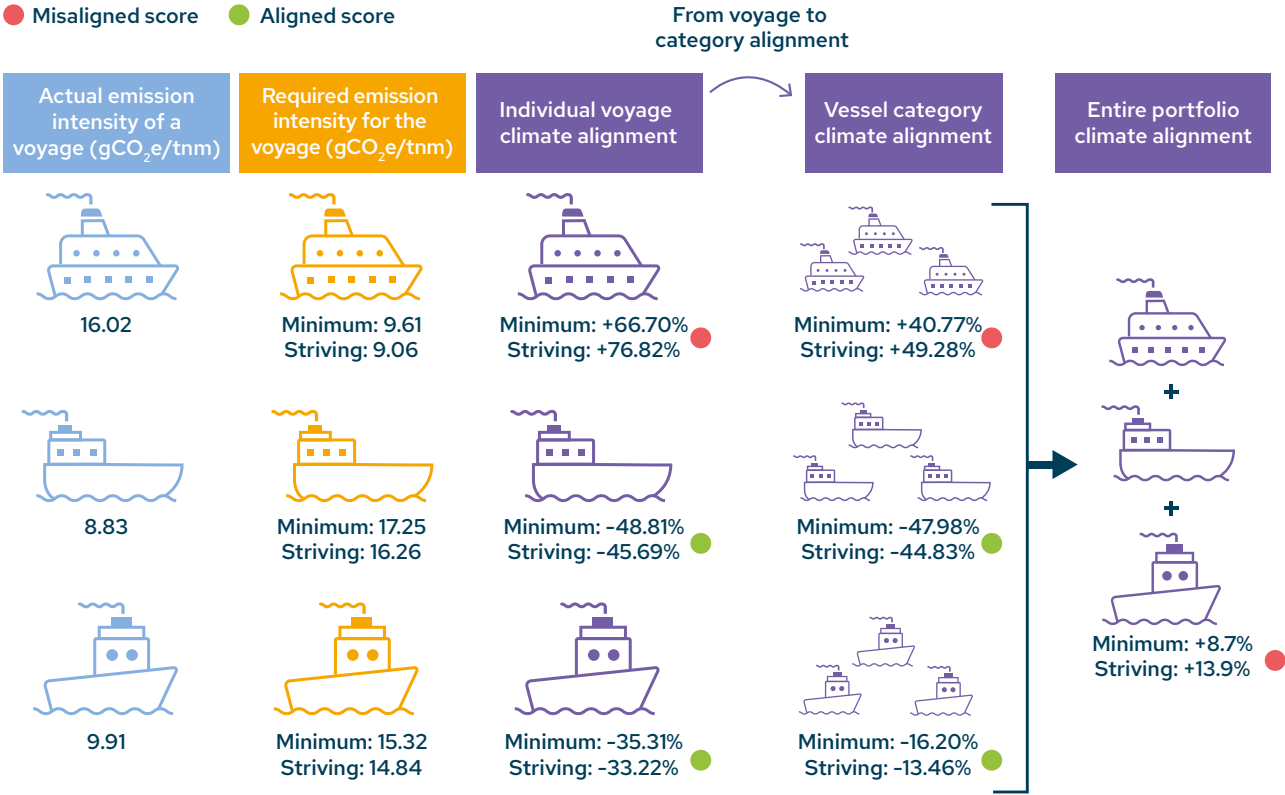 Misaligned score
Aligned score
From voyage to
category alignment
Actual emission
intensity of a
voyage (gCO₂e/tnm)
Required emission
intensity for the
voyage (gCO₂e/tnm)
Individual voyage
climate alignment
Vessel category
climate alignment
Entire portfolio
climate alignment
16.02
Minimum: 9.61
Striving: 9.06
Minimum: +66.70%
Striving: +76.82%
Minimum: +40.77%
Striving: +49.28%
+
8.83
Minimum: 17.25
Striving: 16.26
Minimum: -48.81%
Striving: -45.69%
Minimum: -47.98%
Striving: -44.83%
+
9.91
Minimum: 15.32
Striving: 14.84
Minimum: -35.31%
Striving: -33.22%
Minimum: -16.20%
Striving: -13.46%
Minimum: +8.7%
Striving: +13.9%